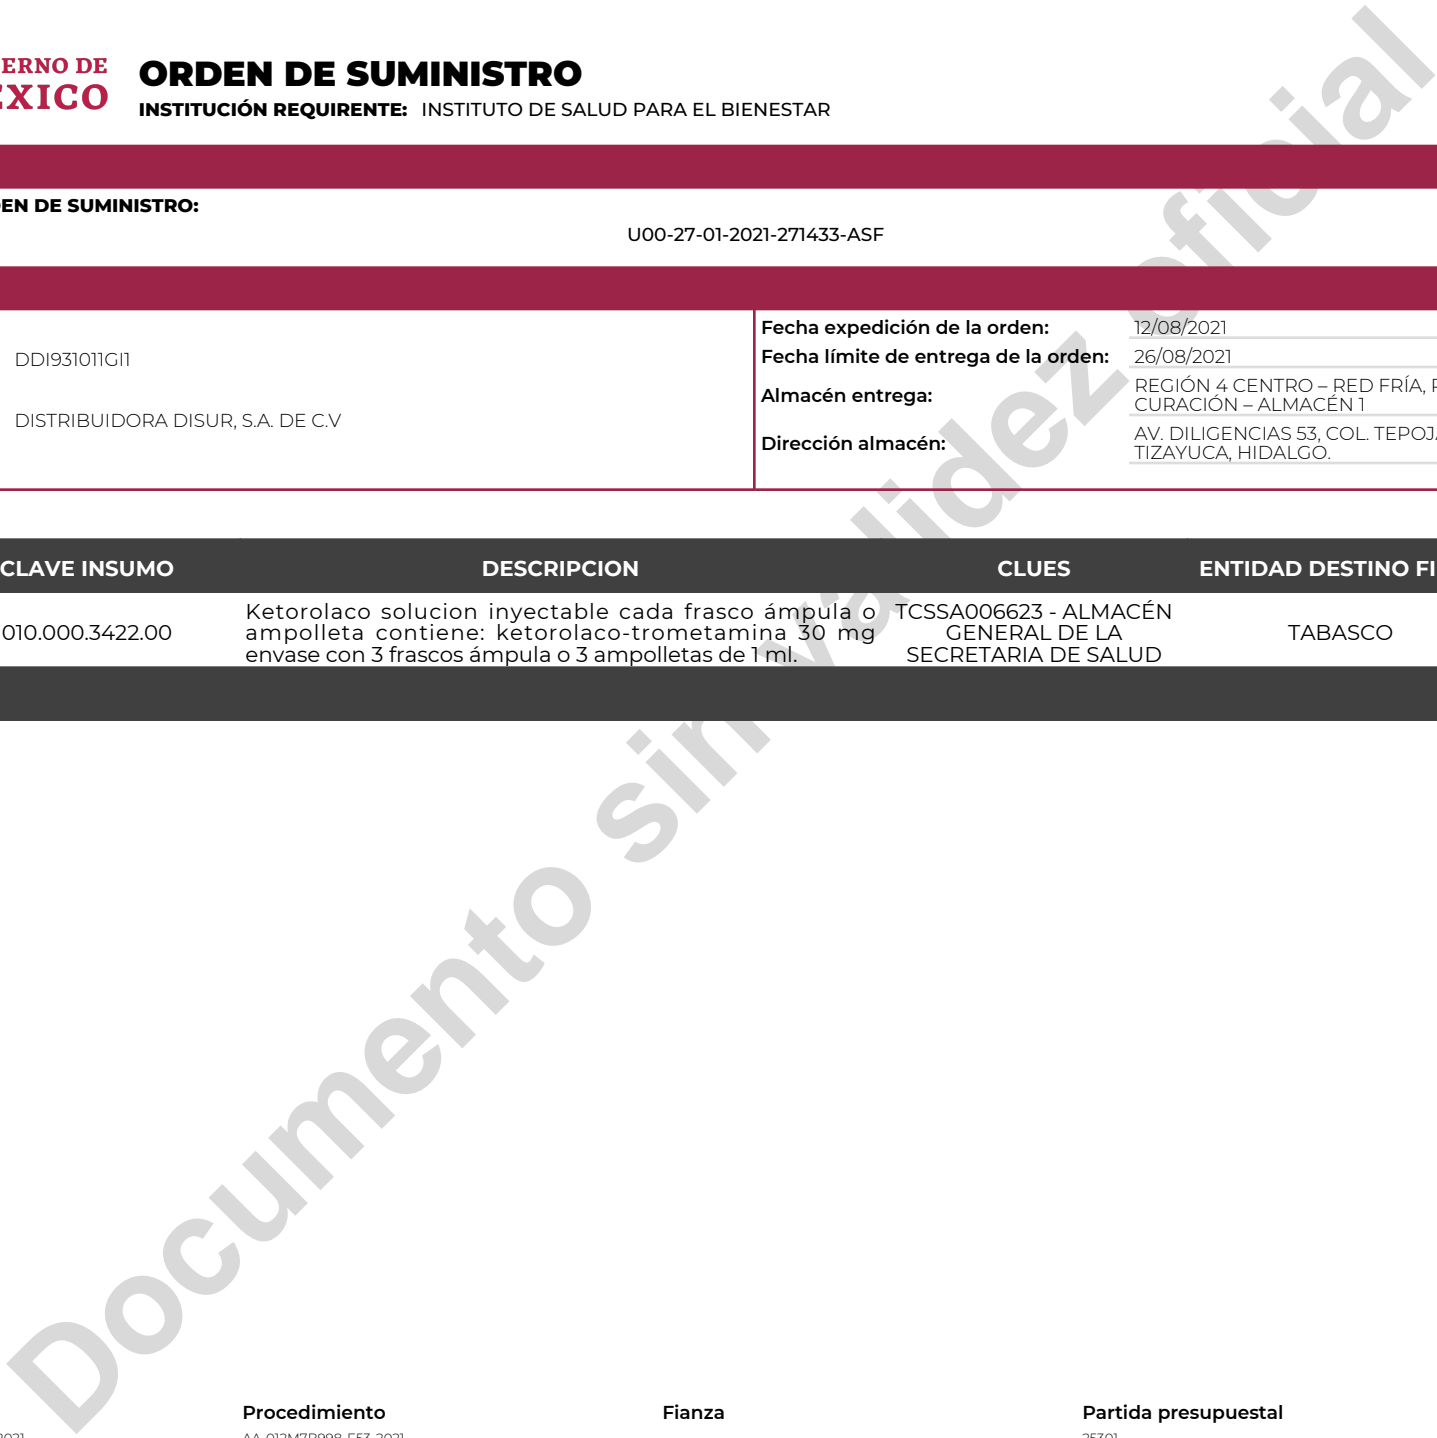 ERNO DE
ORDEN DE SUMINISTRO
EXICO
INSTITUCIÓN REQUIRENTE: INSTITUTO DE SALUD PARA EL BIENESTAR
EN DE SUMINISTRO:
U00-27-01-2021-271433-ASF
DDI931011GI1
DISTRIBUIDORA DISUR, S.A. DE C.V
Fecha expedición de la orden: 12/08/2021
Fecha límite de entrega de la orden: 26/08/2021
Almacén entrega: REGIÓN 4 CENTRO – RED FRÍA,
CURACIÓN – ALMACÉN 1
Dirección almacén: AV. DILIGENCIAS 53, COL. TEPOJ
TIZAYUCA, HIDALGO.
CLAVE INSUMO DESCRIPCION CLUES ENTIDAD DESTINO FI
010.000.3422.00
Ketorolaco solucion inyectable cada frasco ámpula o
ampolleta contiene: ketorolaco-trometamina 30 mg
envase con 3 frascos ámpula o 3 ampolletas de 1 ml.
TCSSA006623 - ALMACÉN
GENERAL DE LA
SECRETARIA DE SALUD
TABASCO
Documento sin validez oficial
Procedimiento Fianza Partida presupuestal